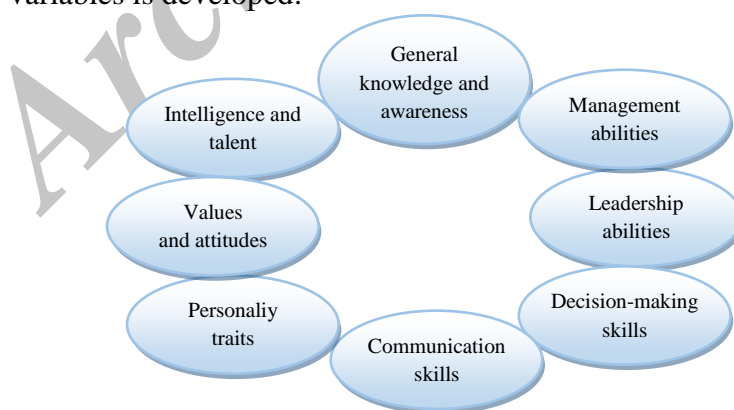 variables is developed.
General
knowledge and
awareness
Management
abilities
Leadership
abilities
Decision-making
skills
Communication
skills
Personaliy
traits
Values
and attitudes
Intelligence and
talent
Arc